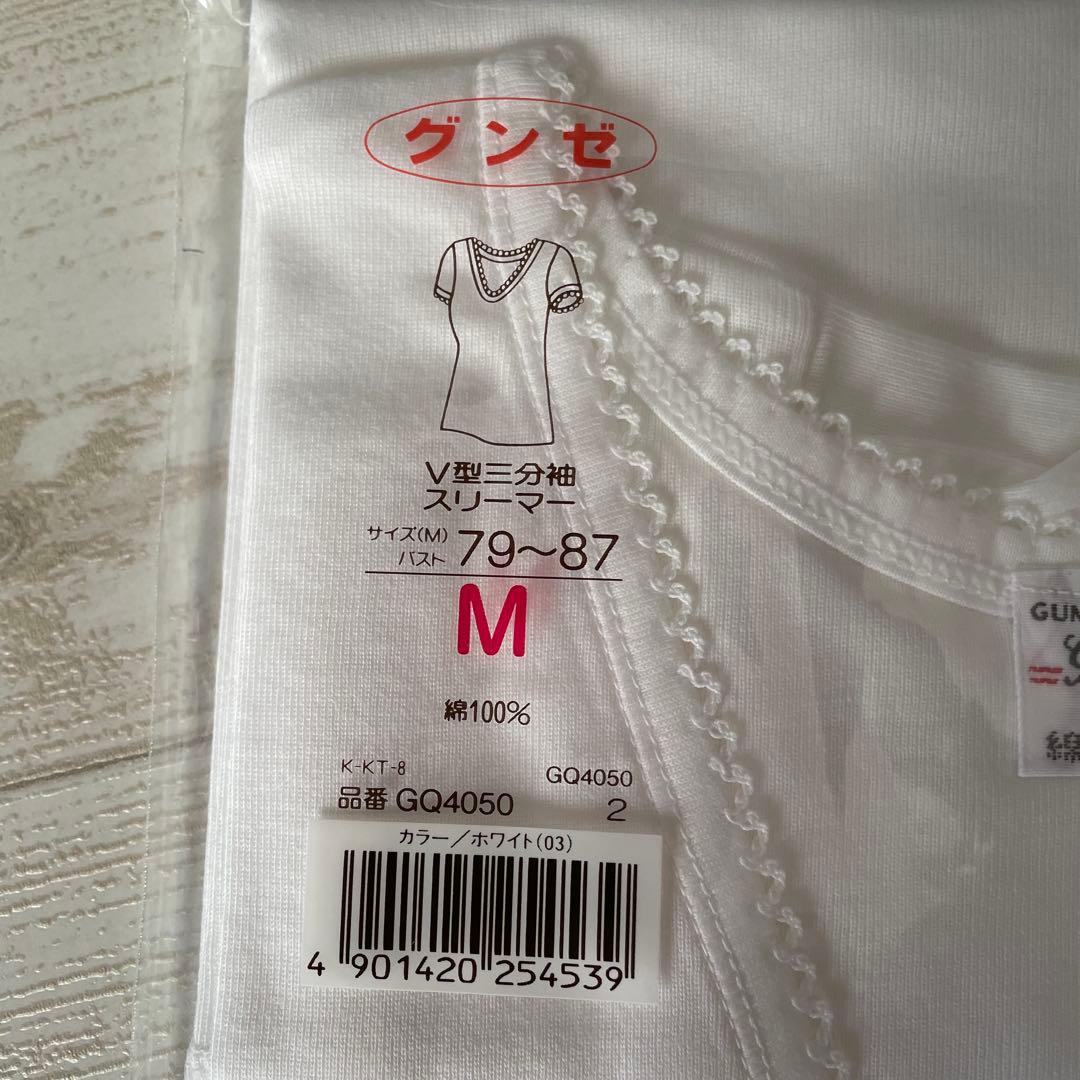 グンゼ
V型三分袖
スリーマー
サイズ(M)
バスト 79〜87
M
綿100%
K-KT-8 GQ4050
品番 GQ4050 2
カラー/ホワイト(03)
4 901420 254539
GUN
綿